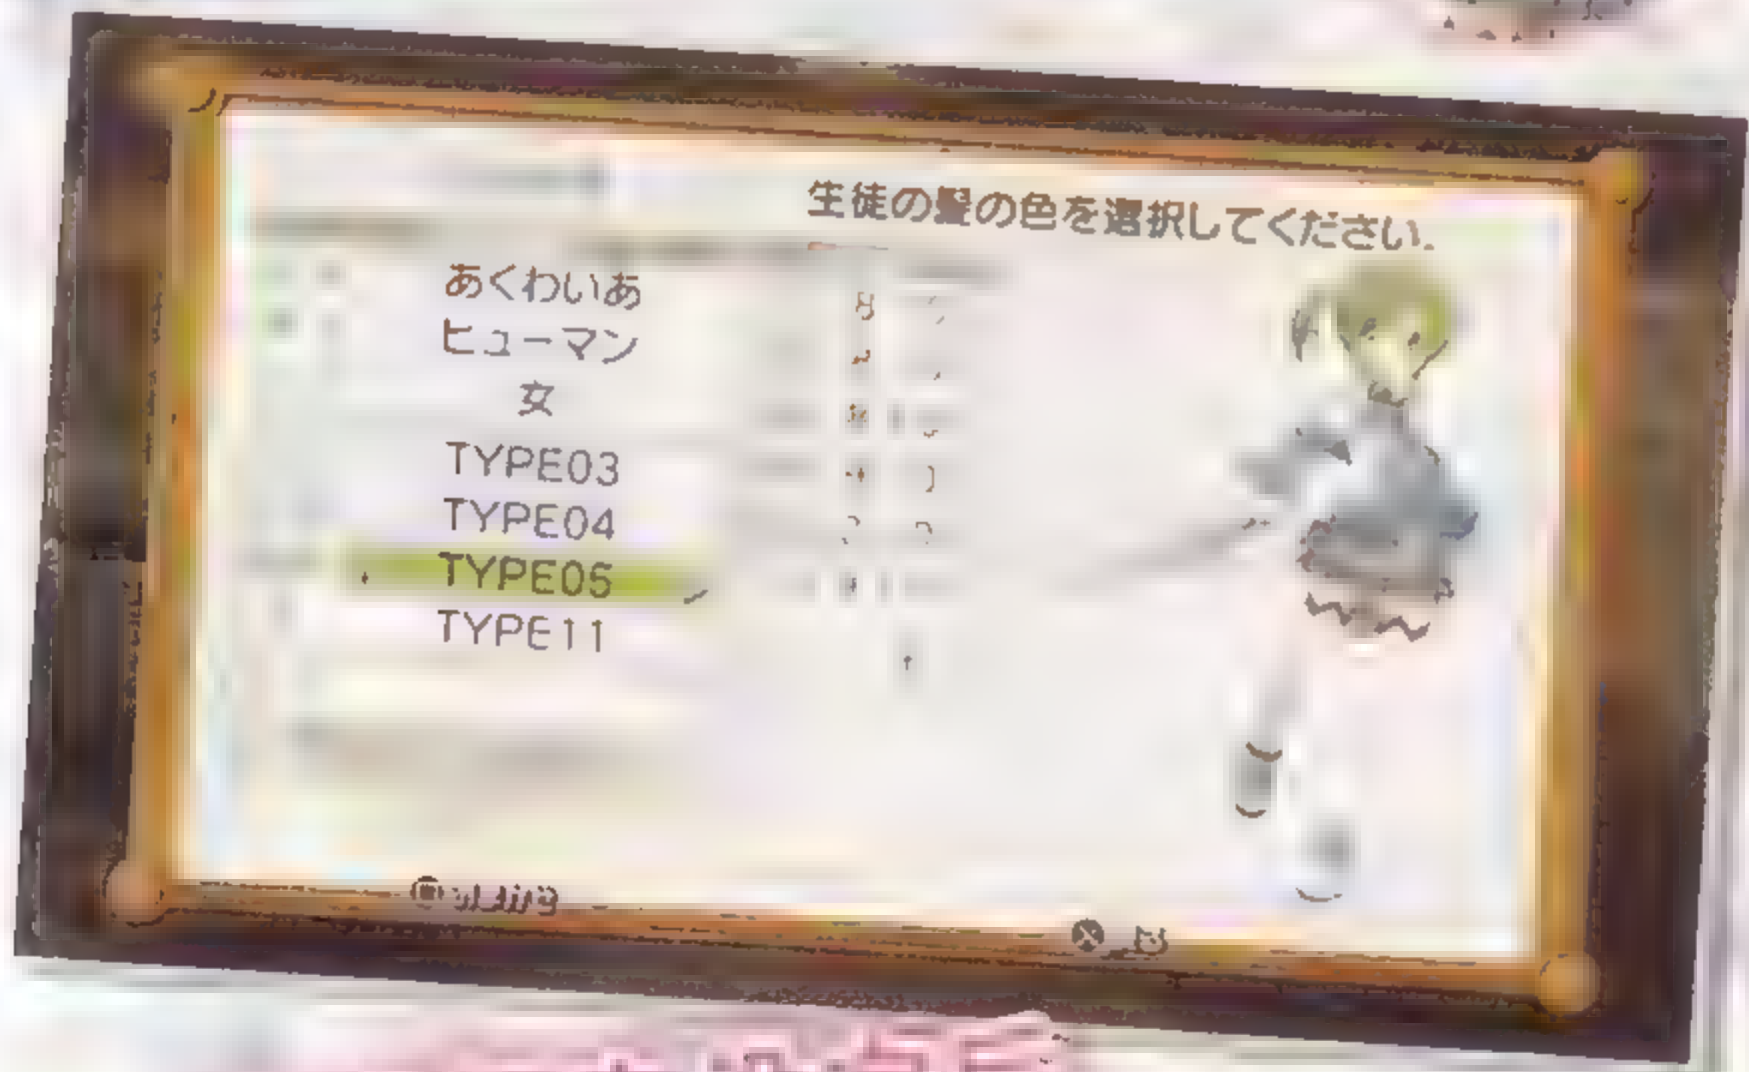 生徒の髪の色を選択してください.
あくわいあ
ヒューマン
女
TYPE03
TYPE04
TYPE05
TYPE11